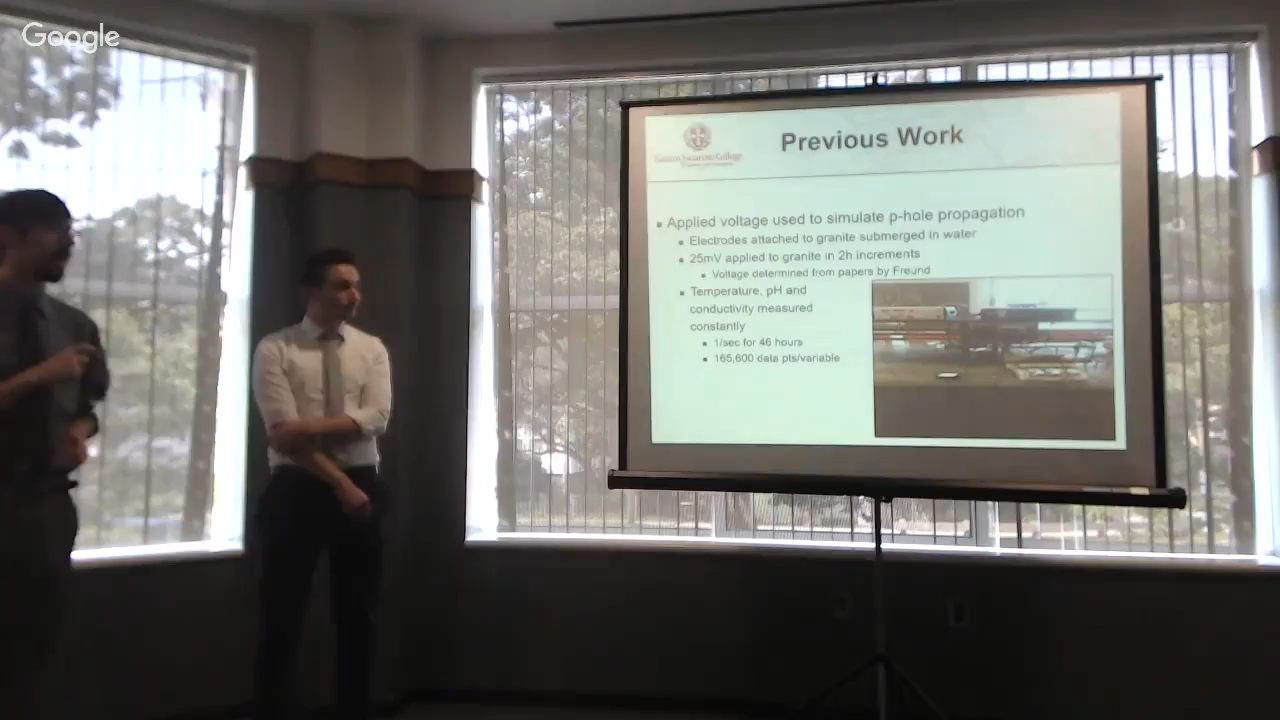 Google
Previous Work
Applied voltage used to simulate p-hole propagation
Electrodes attached to granite submerged in water
25mV applied to granite in 2h increments
Voltage determined from papers by Freund
Temperature, pH and
conductivity measured
constantly
1/sec for 46 hours
165,600 data pts/variable